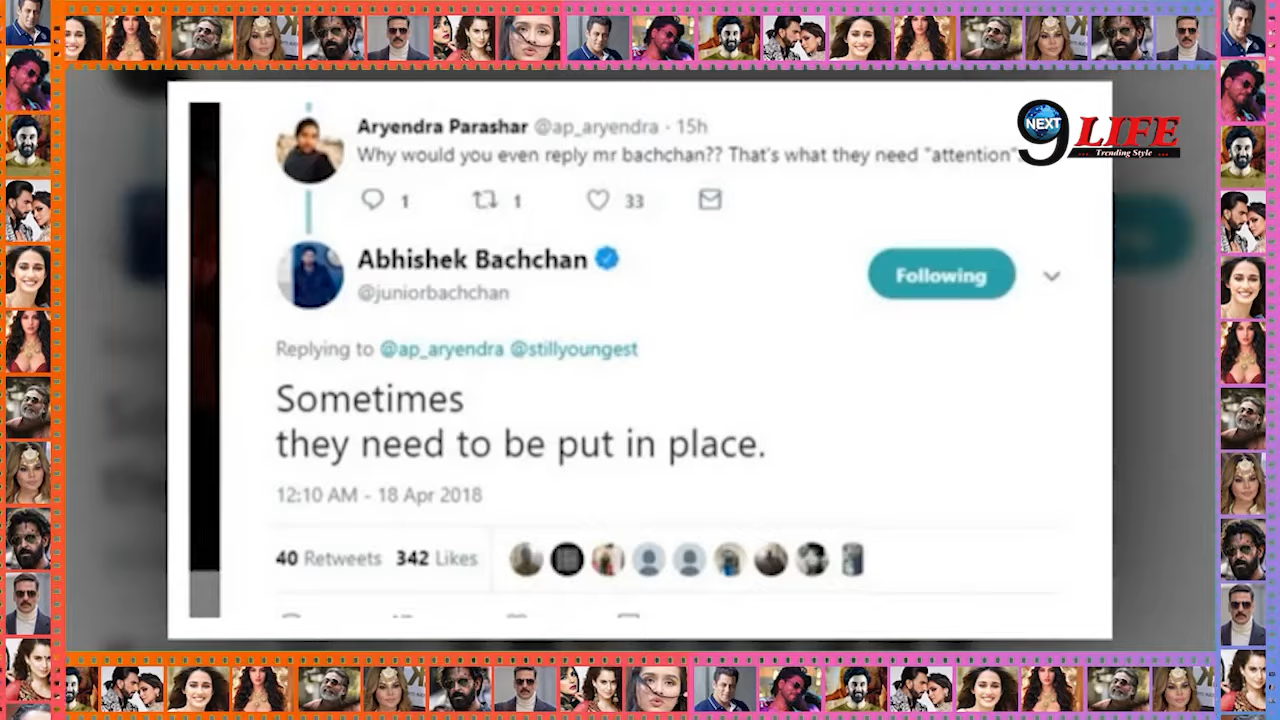 Aryendra Parashar @ap_aryendra · 15h
Why would you even reply mr bachchan?? That's what they need "attention"
1 1 33
Abhishek Bachchan
@juniorbachchan
Following
Replying to @ap_aryendra @stillyoungest
Sometimes
they need to be put in place.
12:10 AM - 18 Apr 2018
40 Retweets 342 Likes
NEXT
9 LIFE
... Trending Style ...